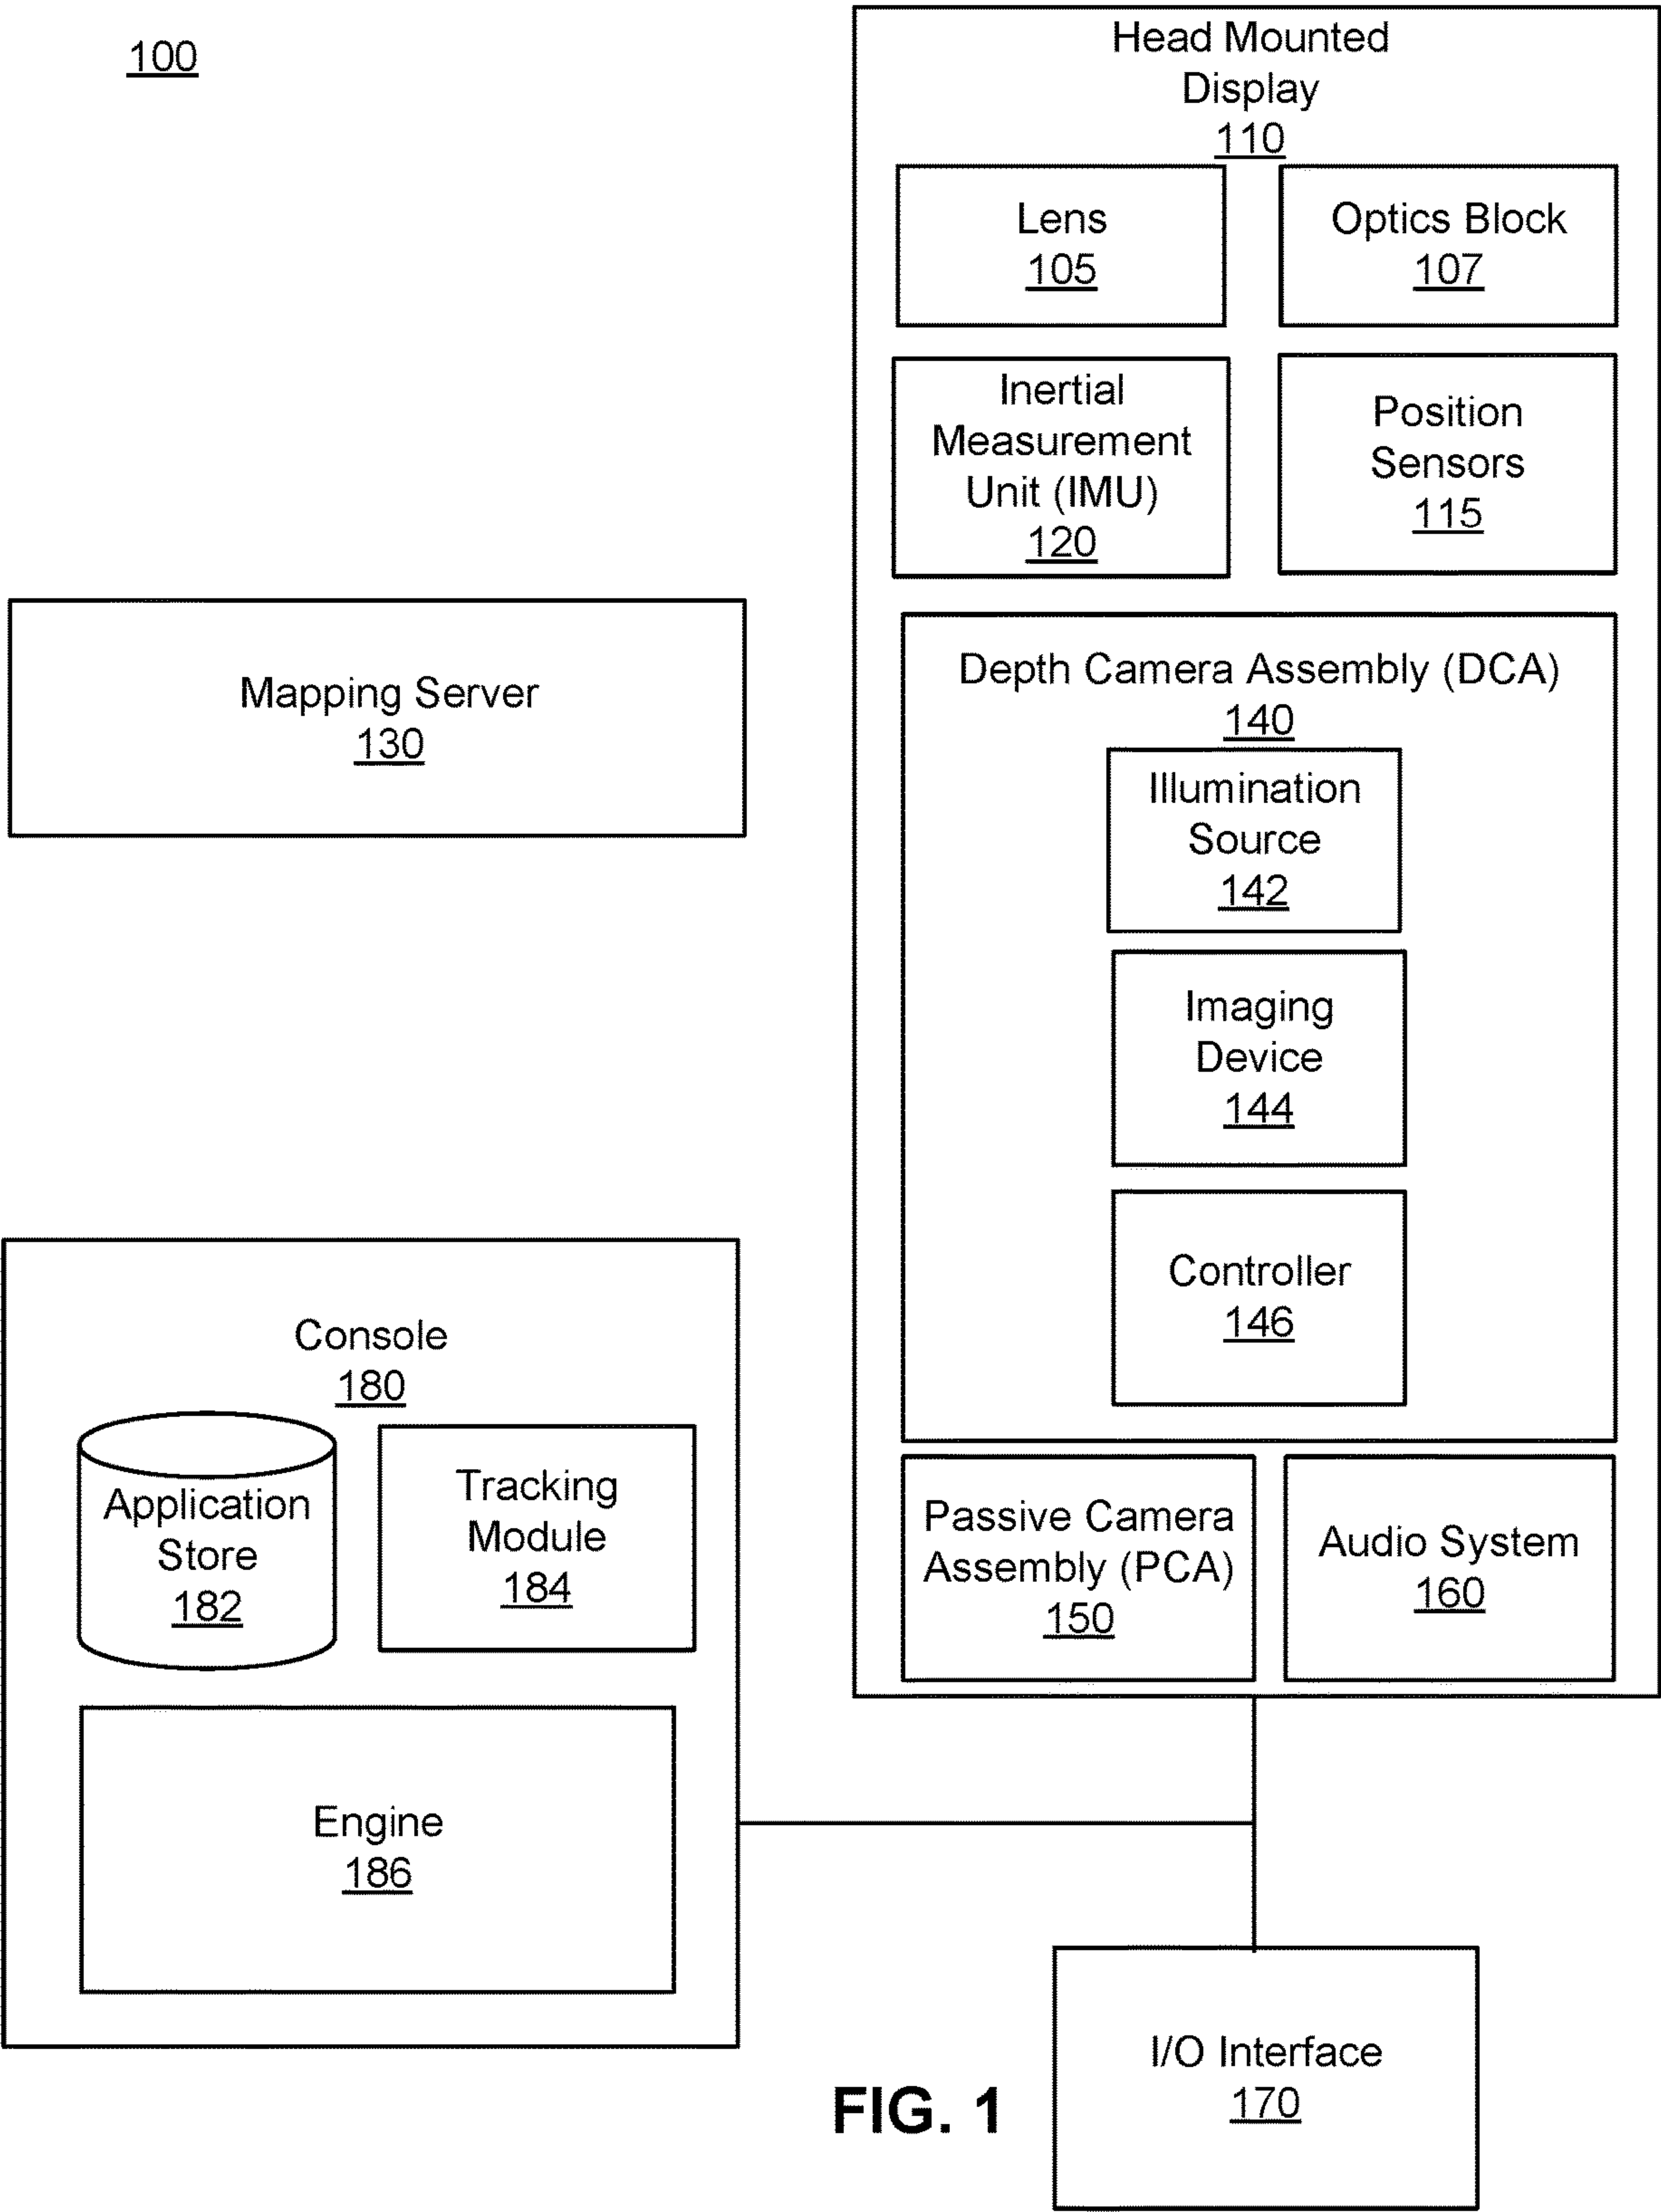 100
Head Mounted
Display
110
Lens
105
Optics Block
107
Inertial
Measurement
Unit (IMU)
120
Position
Sensors
115
Mapping Server
130
Depth Camera Assembly (DCA)
140
Illumination
Source
142
Imaging
Device
144
Controller
146
Console
180
Application
Store
182
Tracking
Module
184
Passive Camera
Assembly (PCA)
150
Audio System
160
Engine
186
I/O Interface
170
FIG. 1